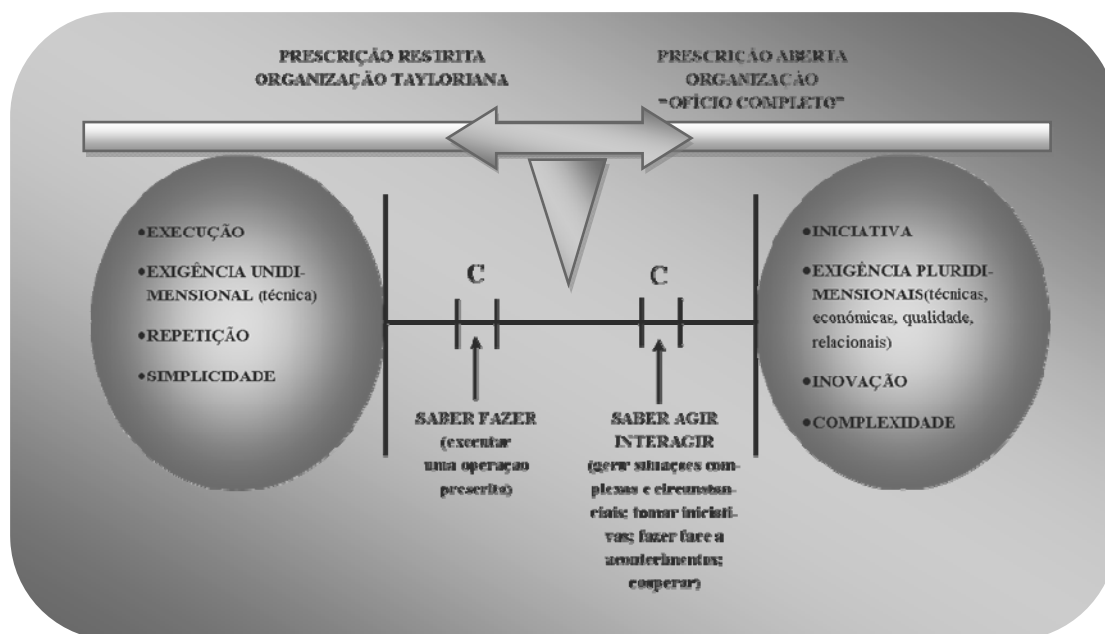 PRESCRIÇÃO RESTRITA
ORGANIZAÇÃO TAYLORIANA
PRESCRIÇÃO ABERTA
ORGANIZAÇÃO
"OFÍCIO COMPLETO"
•EXECUÇÃO
•EXIGÊNCIA UNIDI-
MENSIONAL (técnica)
•REPETIÇÃO
•SIMPLICIDADE
C
SABER FAZER
(executar
uma operação
prescrita)
C
SABER AGIR
INTERAGIR
(gerir situações com-
plexas e circunstan-
ciais; tomar iniciati-
vas; fazer face a
acontecimentos;
cooperar)
•INICIATIVA
•EXIGÊNCIA PLURIDI-
MENSIONAIS(técnicas,
económicas, qualidade,
relacionais)
•INOVAÇÃO
•COMPLEXIDADE